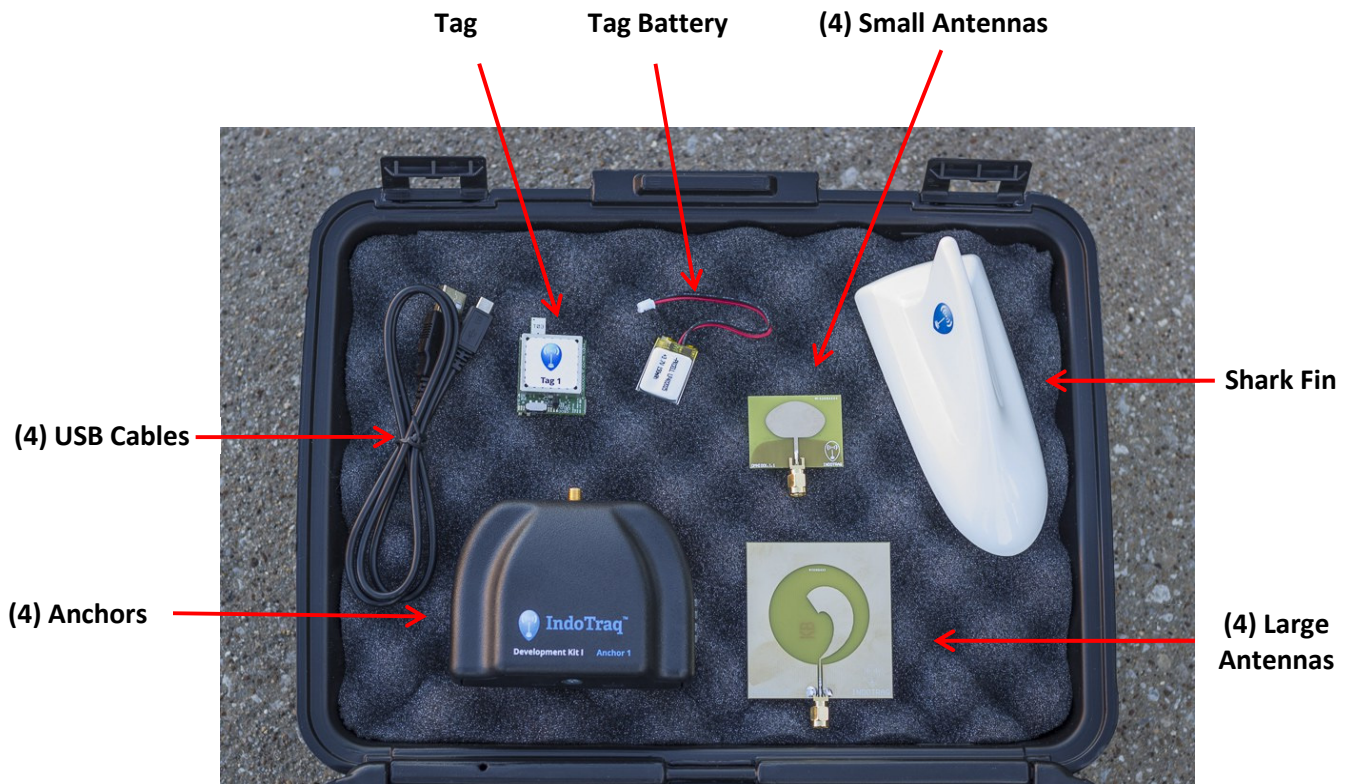 Tag
Tag Battery
(4) Small Antennas
Shark Fin
Tag 1
(4) USB Cables
(4) Anchors
IndoTraq™
Development Kit I Anchor 1
(4) Large
Antennas